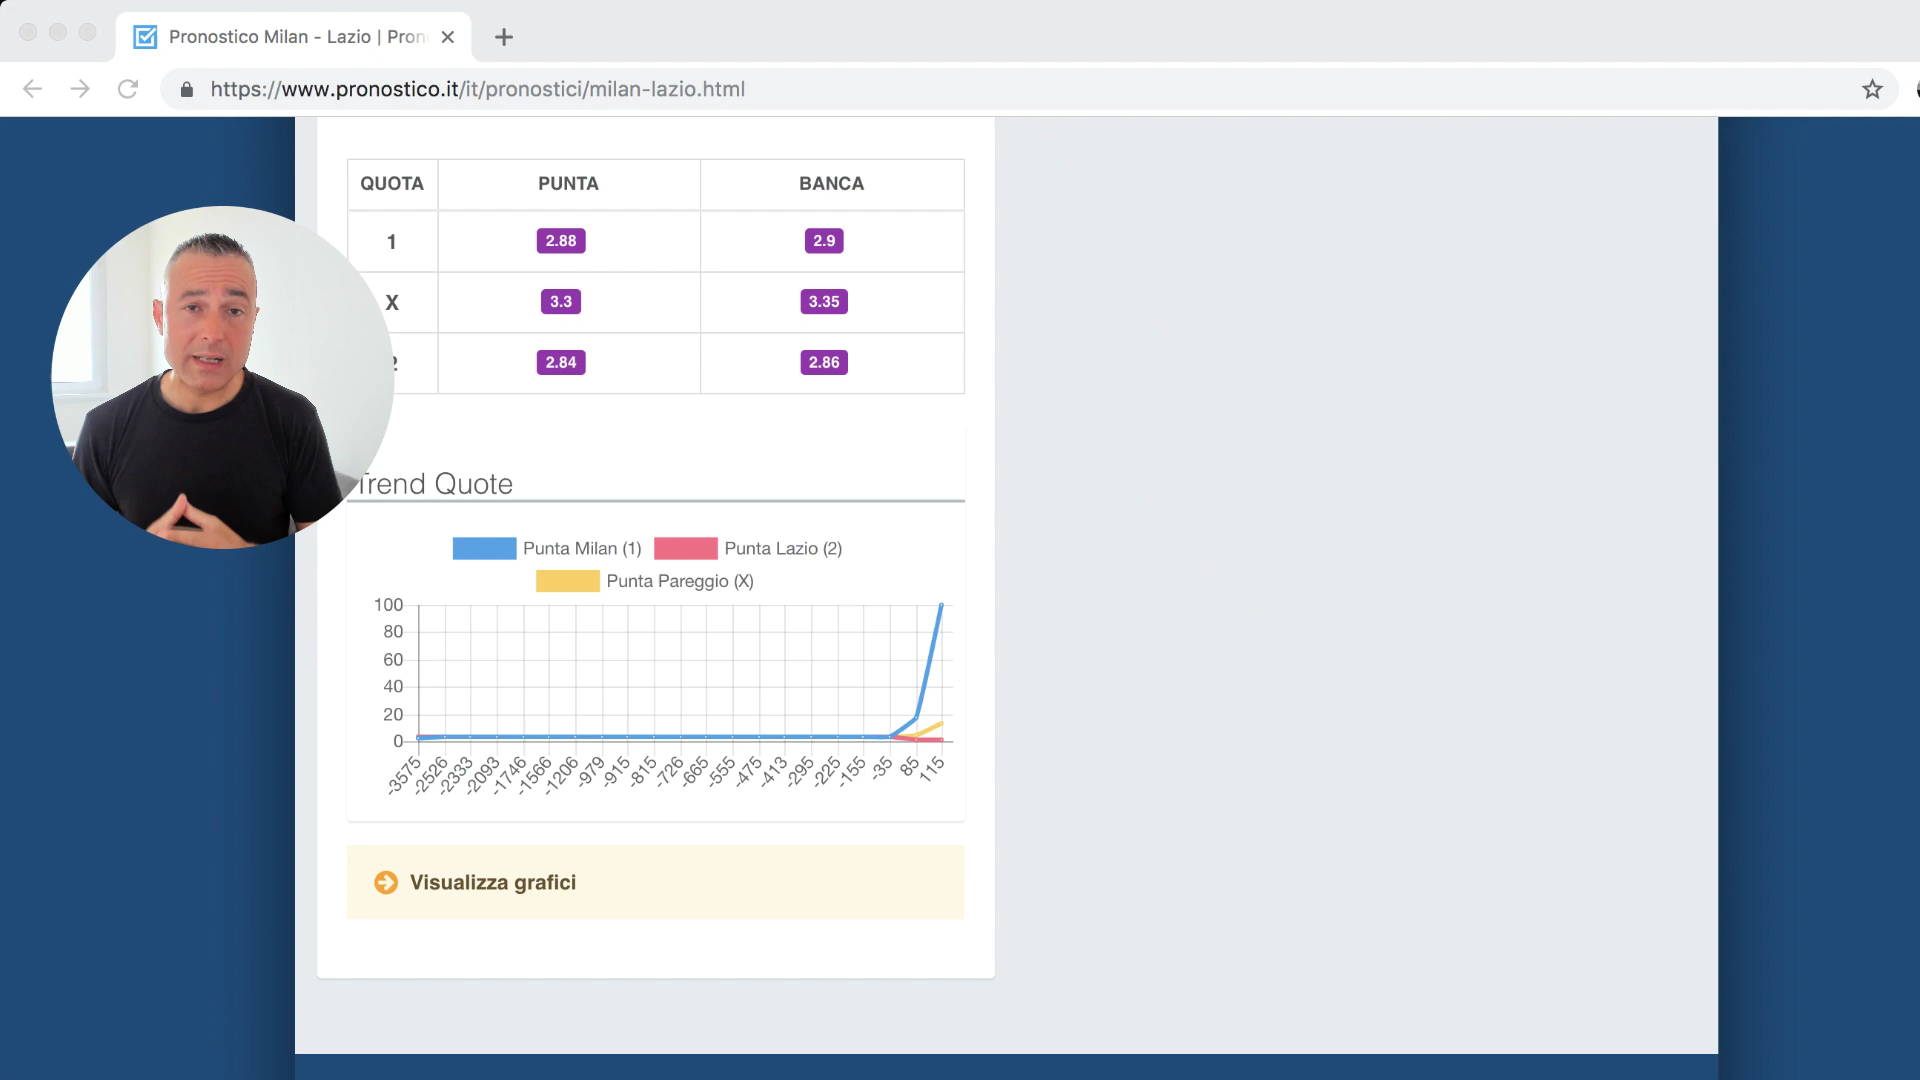 Pronostico Milan - Lazio | Pron
https://www.pronostico.it/it/pronostici/milan-lazio.html
QUOTA PUNTA BANCA
1 2.88 2.9
X 3.3 3.35
2 2.84 2.86
Trend Quote
Punta Milan (1) Punta Lazio (2)
Punta Pareggio (X)
100
80
60
40
20
0
-3575 -2526 -2333 -2093 -1746 -1566 -1206 -979 -915 -815 -726 -665 -555 -475 -413 -295 -225 -155 -35 85 115
Visualizza grafici